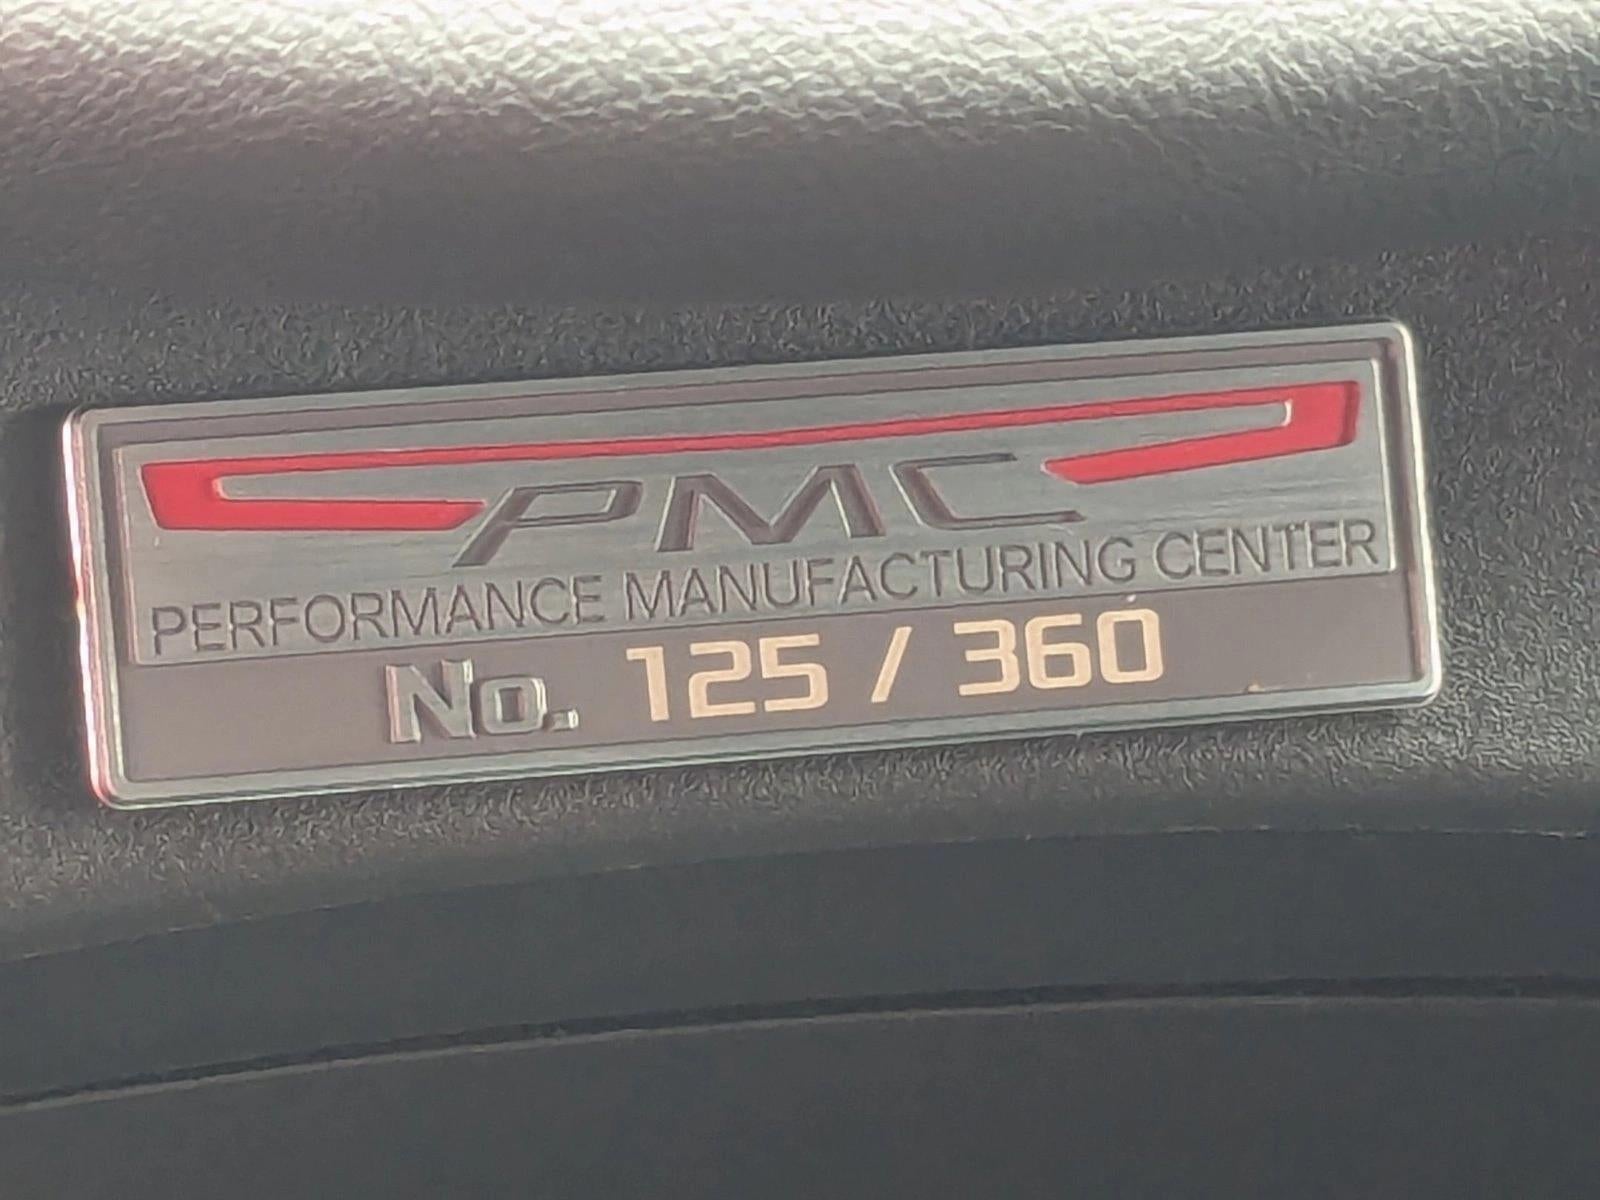 PMC
PERFORMANCE MANUFACTURING CENTER
No. 125 / 360